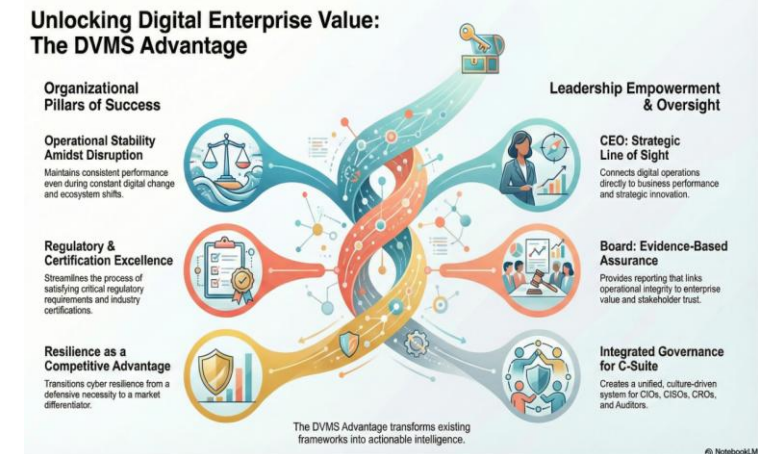 Unlocking Digital Enterprise Value:
The DVMS Advantage
Organizational
Pillars of Success
Operational Stability
Amidst Disruption
Maintains consistent performance
even during constant digital change
and ecosystem shifts.
Regulatory &
Certification Excellence
Streamlines the process of
satisfying critical regulatory
requirements and industry
certifications.
Resilience as a
Competitive Advantage
Transitions cyber resilience from a
defensive necessity to a market
differentiator.
Leadership Empowerment
& Oversight
CEO: Strategic
Line of Sight
Connects digital operations
directly to business performance
and strategic innovation.
Board: Evidence-Based
Assurance
Provides reporting that links
operational integrity to enterprise
value and stakeholder trust.
Integrated Governance
for C-Suite
Creates a unified, culture-driven
system for CIOs, CISOs, CROs,
and Auditors.
The DVMS Advantage transforms existing
frameworks into actionable intelligence.
NotebookLM